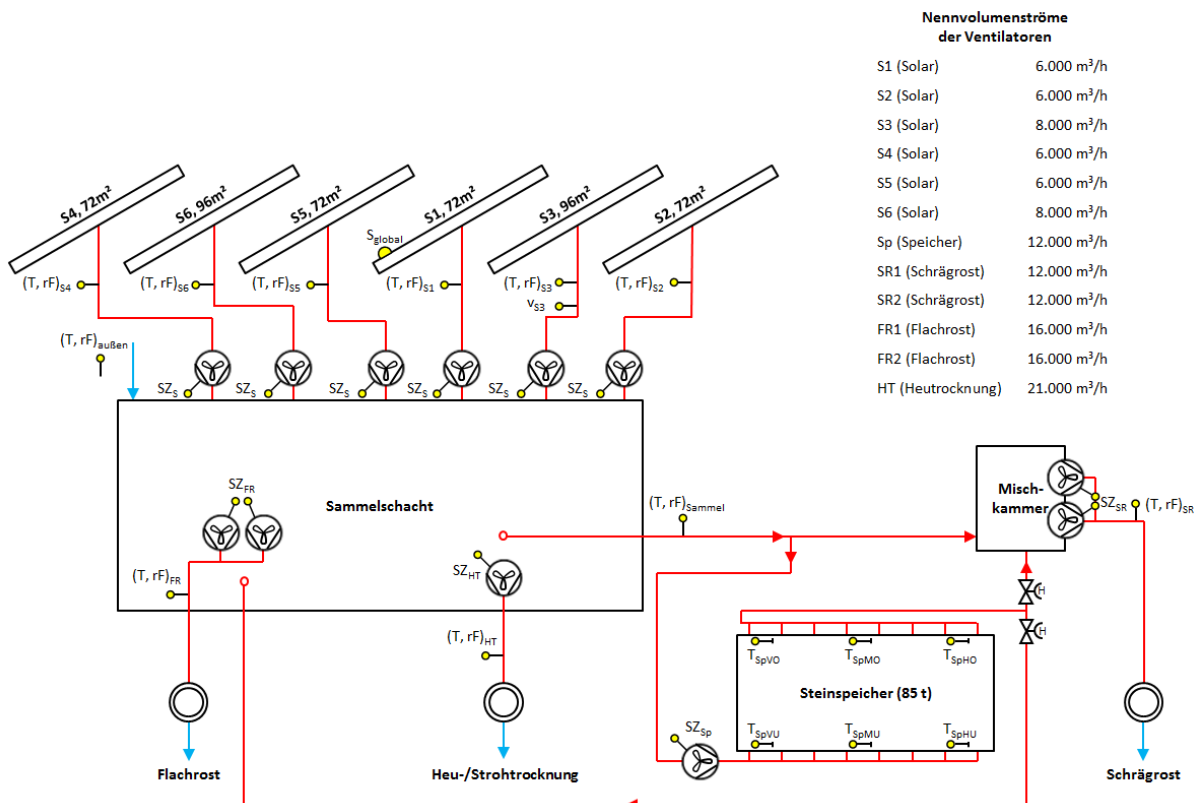 Nennvolumenströme
der Ventilatoren
S1 (Solar) 6.000 m³/h
S2 (Solar) 6.000 m³/h
S3 (Solar) 8.000 m³/h
S4 (Solar) 6.000 m³/h
S5 (Solar) 6.000 m³/h
S6 (Solar) 8.000 m³/h
Sp (Speicher) 12.000 m³/h
SR1 (Schrägrost) 12.000 m³/h
SR2 (Schrägrost) 12.000 m³/h
FR1 (Flachrost) 16.000 m³/h
FR2 (Flachrost) 16.000 m³/h
HT (Heutrocknung) 21.000 m³/h
S4, 72m²
S6, 96m²
S5, 72m²
S1, 72m²
S3, 96m²
S2, 72m²
Sglobal
(T, rF)S4
(T, rF)S6
(T, rF)S5
(T, rF)S1
(T, rF)S3
(T, rF)S2
vS3
(T, rF)außen
SZS
SZS
SZS
SZS
SZS
SZS
Sammelschacht
SZFR
(T, rF)FR
SZHT
(T, rF)HT
(T, rF)Sammel
Misch-
kammer
SZSR
(T, rF)SR
H
H
TSpVO
TSpMO
TSpHO
Steinspeicher (85 t)
TSpVU
TSpMU
TSpHU
SZSp
Flachrost
Heu-/Strohtrocknung
Schrägrost